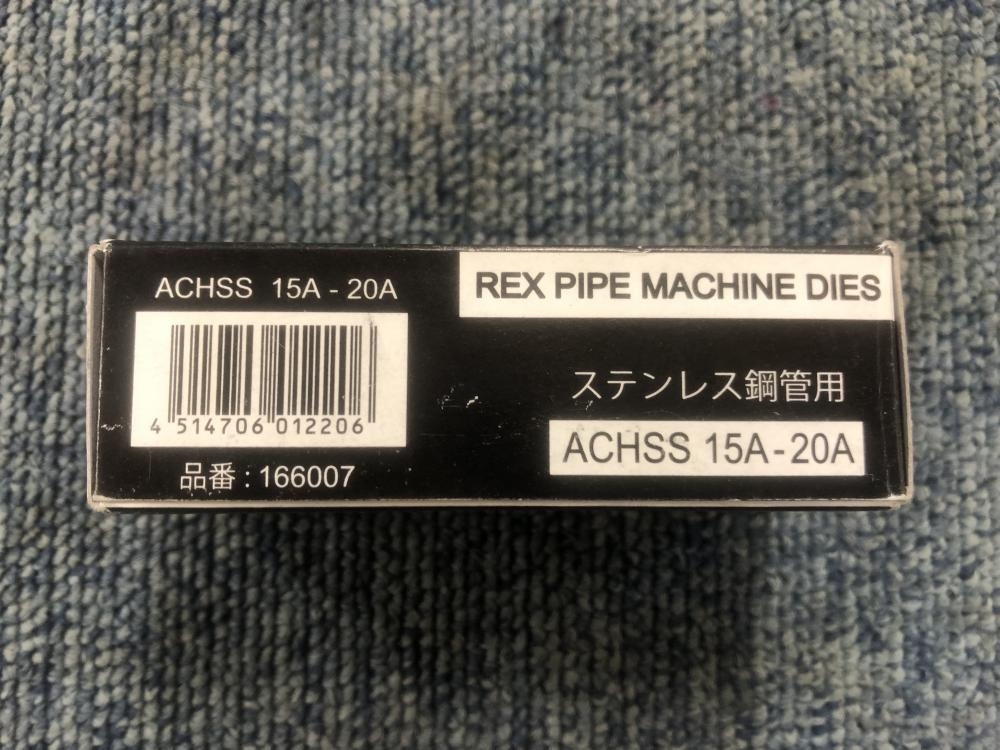 ACHSS 15A - 20A
4 514706 012206
品番 : 166007
REX PIPE MACHINE DIES
ステンレス鋼管用
ACHSS 15A - 20A